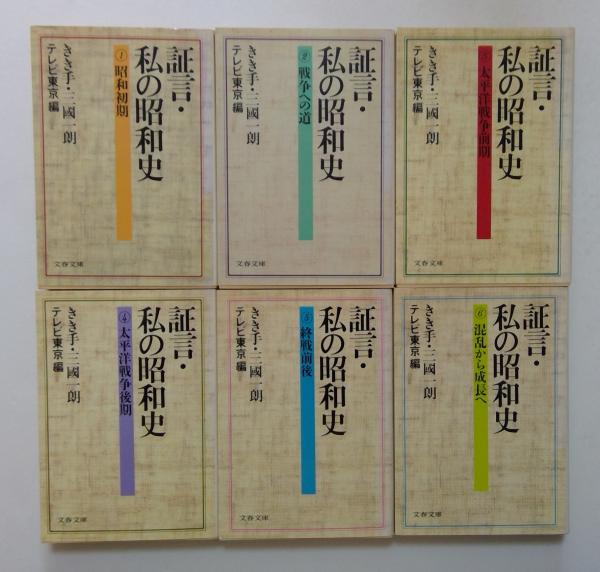 証言・
私の昭和史
①昭和初期
きき手・三國一朗
テレビ東京編
文春文庫
証言・
私の昭和史
②戦争への道
きき手・三國一朗
テレビ東京編
文春文庫
証言・
私の昭和史
③太平洋戦争前期
きき手・三國一朗
テレビ東京編
文春文庫
証言・
私の昭和史
④太平洋戦争後期
きき手・三國一朗
テレビ東京編
文春文庫
証言・
私の昭和史
⑤終戦前後
きき手・三國一朗
テレビ東京編
文春文庫
証言・
私の昭和史
⑥混乱から成長へ
きき手・三國一朗
テレビ東京編
文春文庫